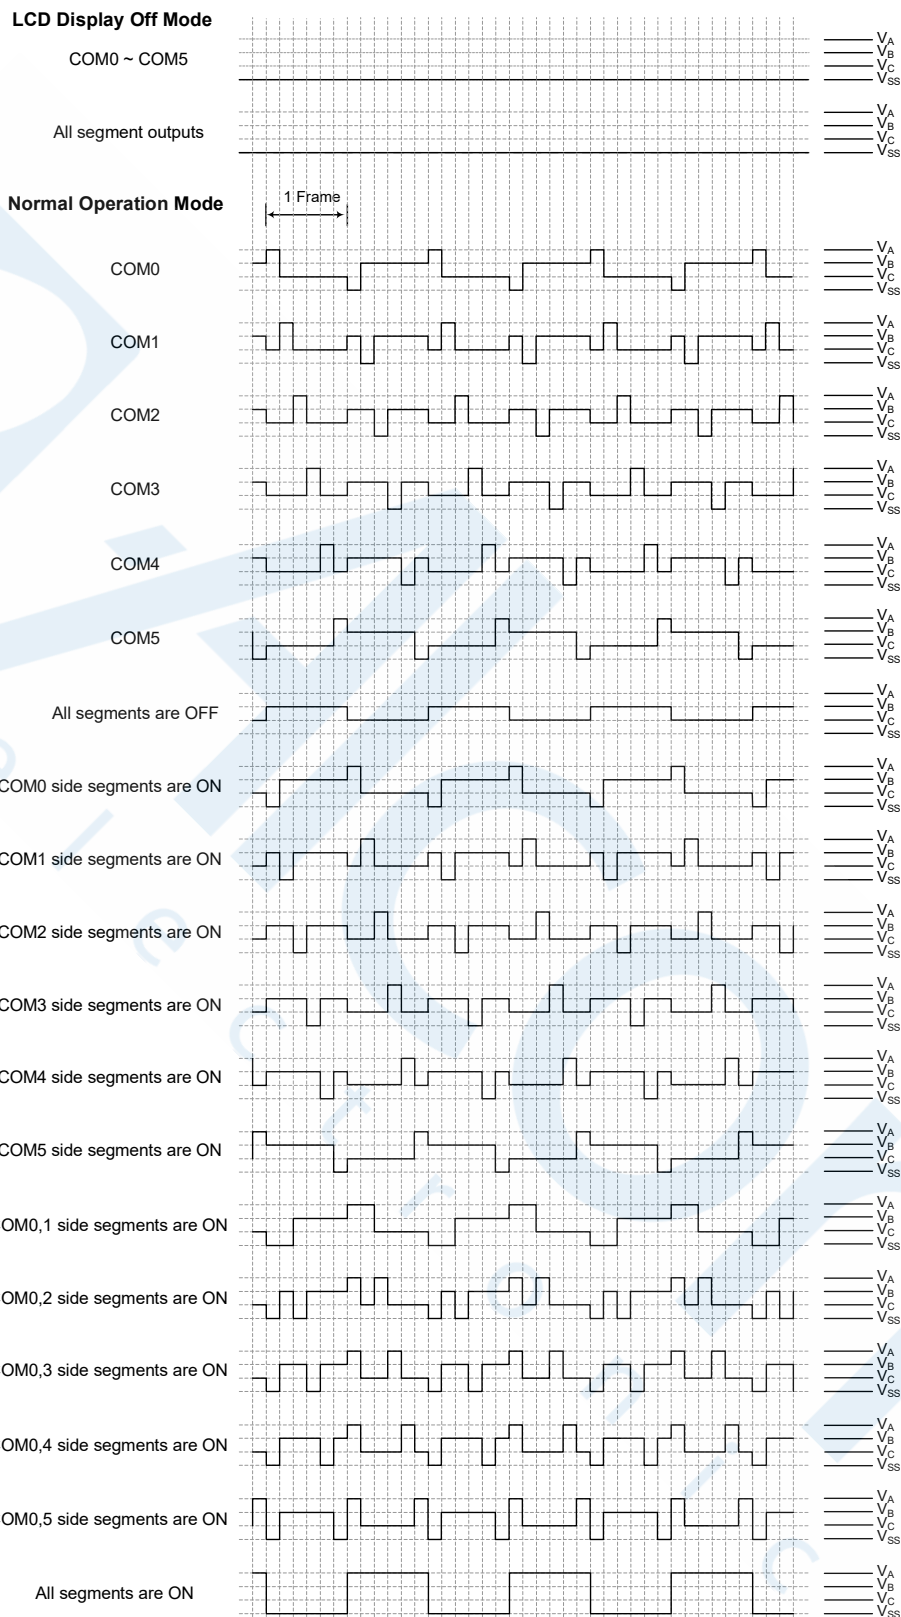 LCD Display Off Mode
COM0 ~ COM5
VA
VB
VC
VSS
All segment outputs
VA
VB
VC
VSS
Normal Operation Mode
1 Frame
COM0
VA
VB
VC
VSS
COM1
VA
VB
VC
VSS
COM2
VA
VB
VC
VSS
COM3
VA
VB
VC
VSS
COM4
VA
VB
VC
VSS
COM5
VA
VB
VC
VSS
All segments are OFF
VA
VB
VC
VSS
COM0 side segments are ON
VA
VB
VC
VSS
COM1 side segments are ON
VA
VB
VC
VSS
COM2 side segments are ON
VA
VB
VC
VSS
COM3 side segments are ON
VA
VB
VC
VSS
COM4 side segments are ON
VA
VB
VC
VSS
COM5 side segments are ON
VA
VB
VC
VSS
OM0,1 side segments are ON
VA
VB
VC
VSS
OM0,2 side segments are ON
VA
VB
VC
VSS
OM0,3 side segments are ON
VA
VB
VC
VSS
OM0,4 side segments are ON
VA
VB
VC
VSS
OM0,5 side segments are ON
VA
VB
VC
VSS
All segments are ON
VA
VB
VC
VSS